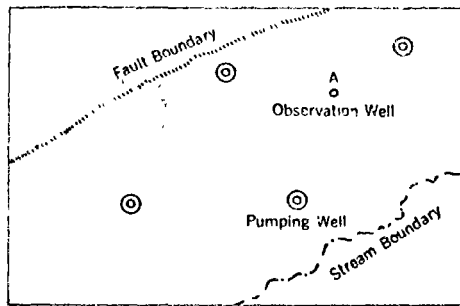 Fault Boundary
A
Observation Well
Pumping Well
Stream Boundary